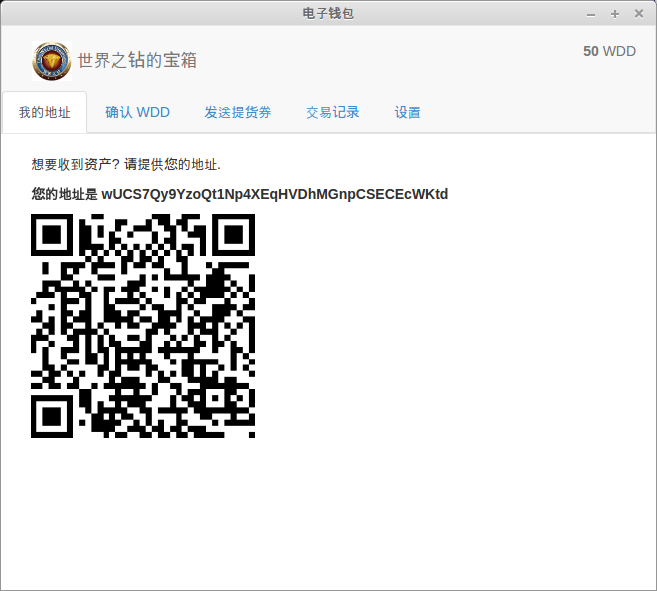 电子钱包
世界之钻的宝箱
50 WDD
我的地址 确认 WDD 发送提货券 交易记录 设置
想要收到资产? 请提供您的地址.
您的地址是 wUCS7Qy9YzoQt1Np4XEqHVDhMGnpCSECEcWKtd